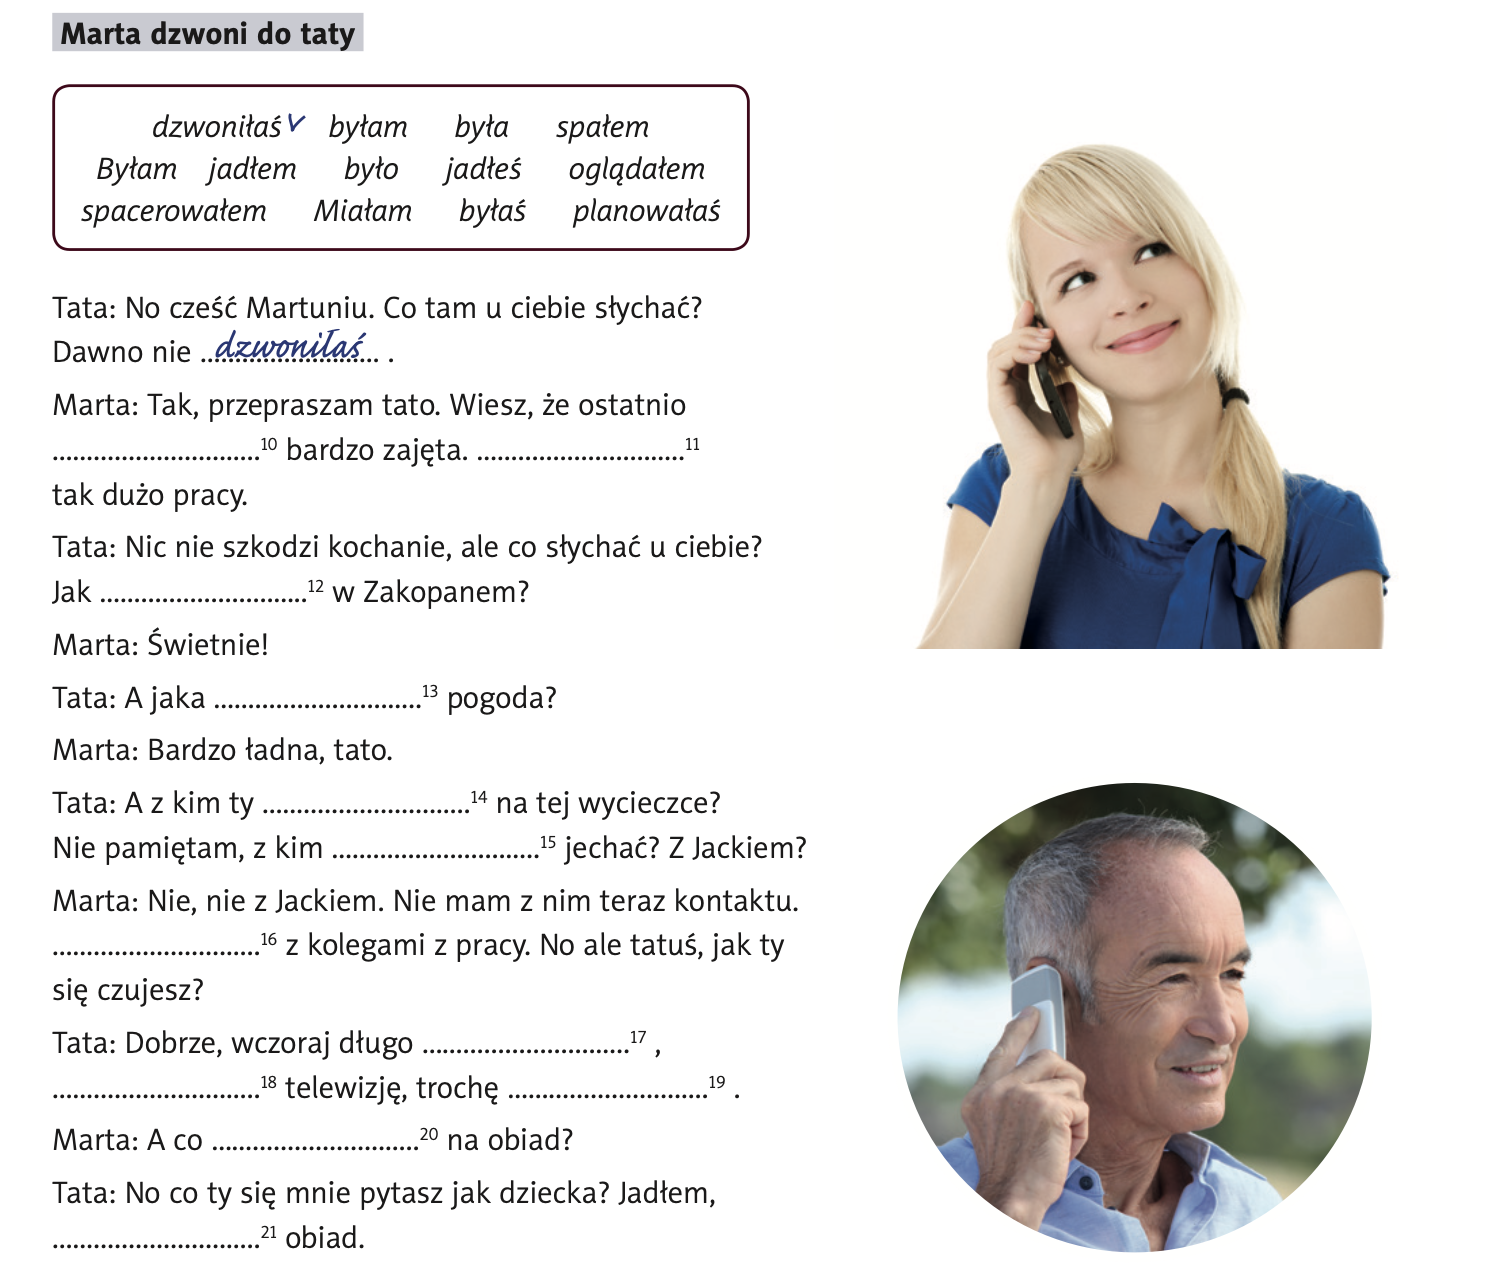 Marta dzwoni do taty
dzwoniłaś ✓ byłam była spałem
Byłam jadłem było jadłeś oglądałem
spacerowałem Miałam byłaś planowałaś
Tata: No cześć Martuniu. Co tam u ciebie słychać?
Dawno nie ..dzwoniłaś.. .
Marta: Tak, przepraszam tato. Wiesz, że ostatnio
..............................10 bardzo zajęta. ..............................11
tak dużo pracy.
Tata: Nic nie szkodzi kochanie, ale co słychać u ciebie?
Jak ..............................12 w Zakopanem?
Marta: Świetnie!
Tata: A jaka ..............................13 pogoda?
Marta: Bardzo ładna, tato.
Tata: A z kim ty ..............................14 na tej wycieczce?
Nie pamiętam, z kim ..............................15 jechać? Z Jackiem?
Marta: Nie, nie z Jackiem. Nie mam z nim teraz kontaktu.
..............................16 z kolegami z pracy. No ale tatuś, jak ty
się czujesz?
Tata: Dobrze, wczoraj długo ..............................17 ,
..............................18 telewizję, trochę .............................19 .
Marta: A co ..............................20 na obiad?
Tata: No co ty się mnie pytasz jak dziecka? Jadłem,
..............................21 obiad.